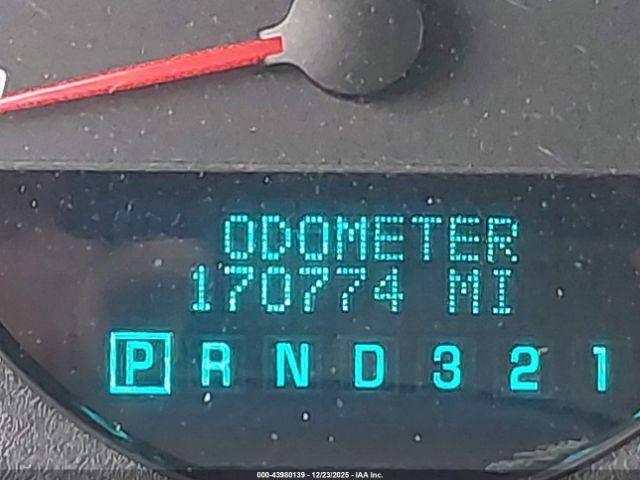 ODOMETER
170774 MI
P R N D 3 2 1
000-43980139 - 12/23/2025 - IAA Inc.